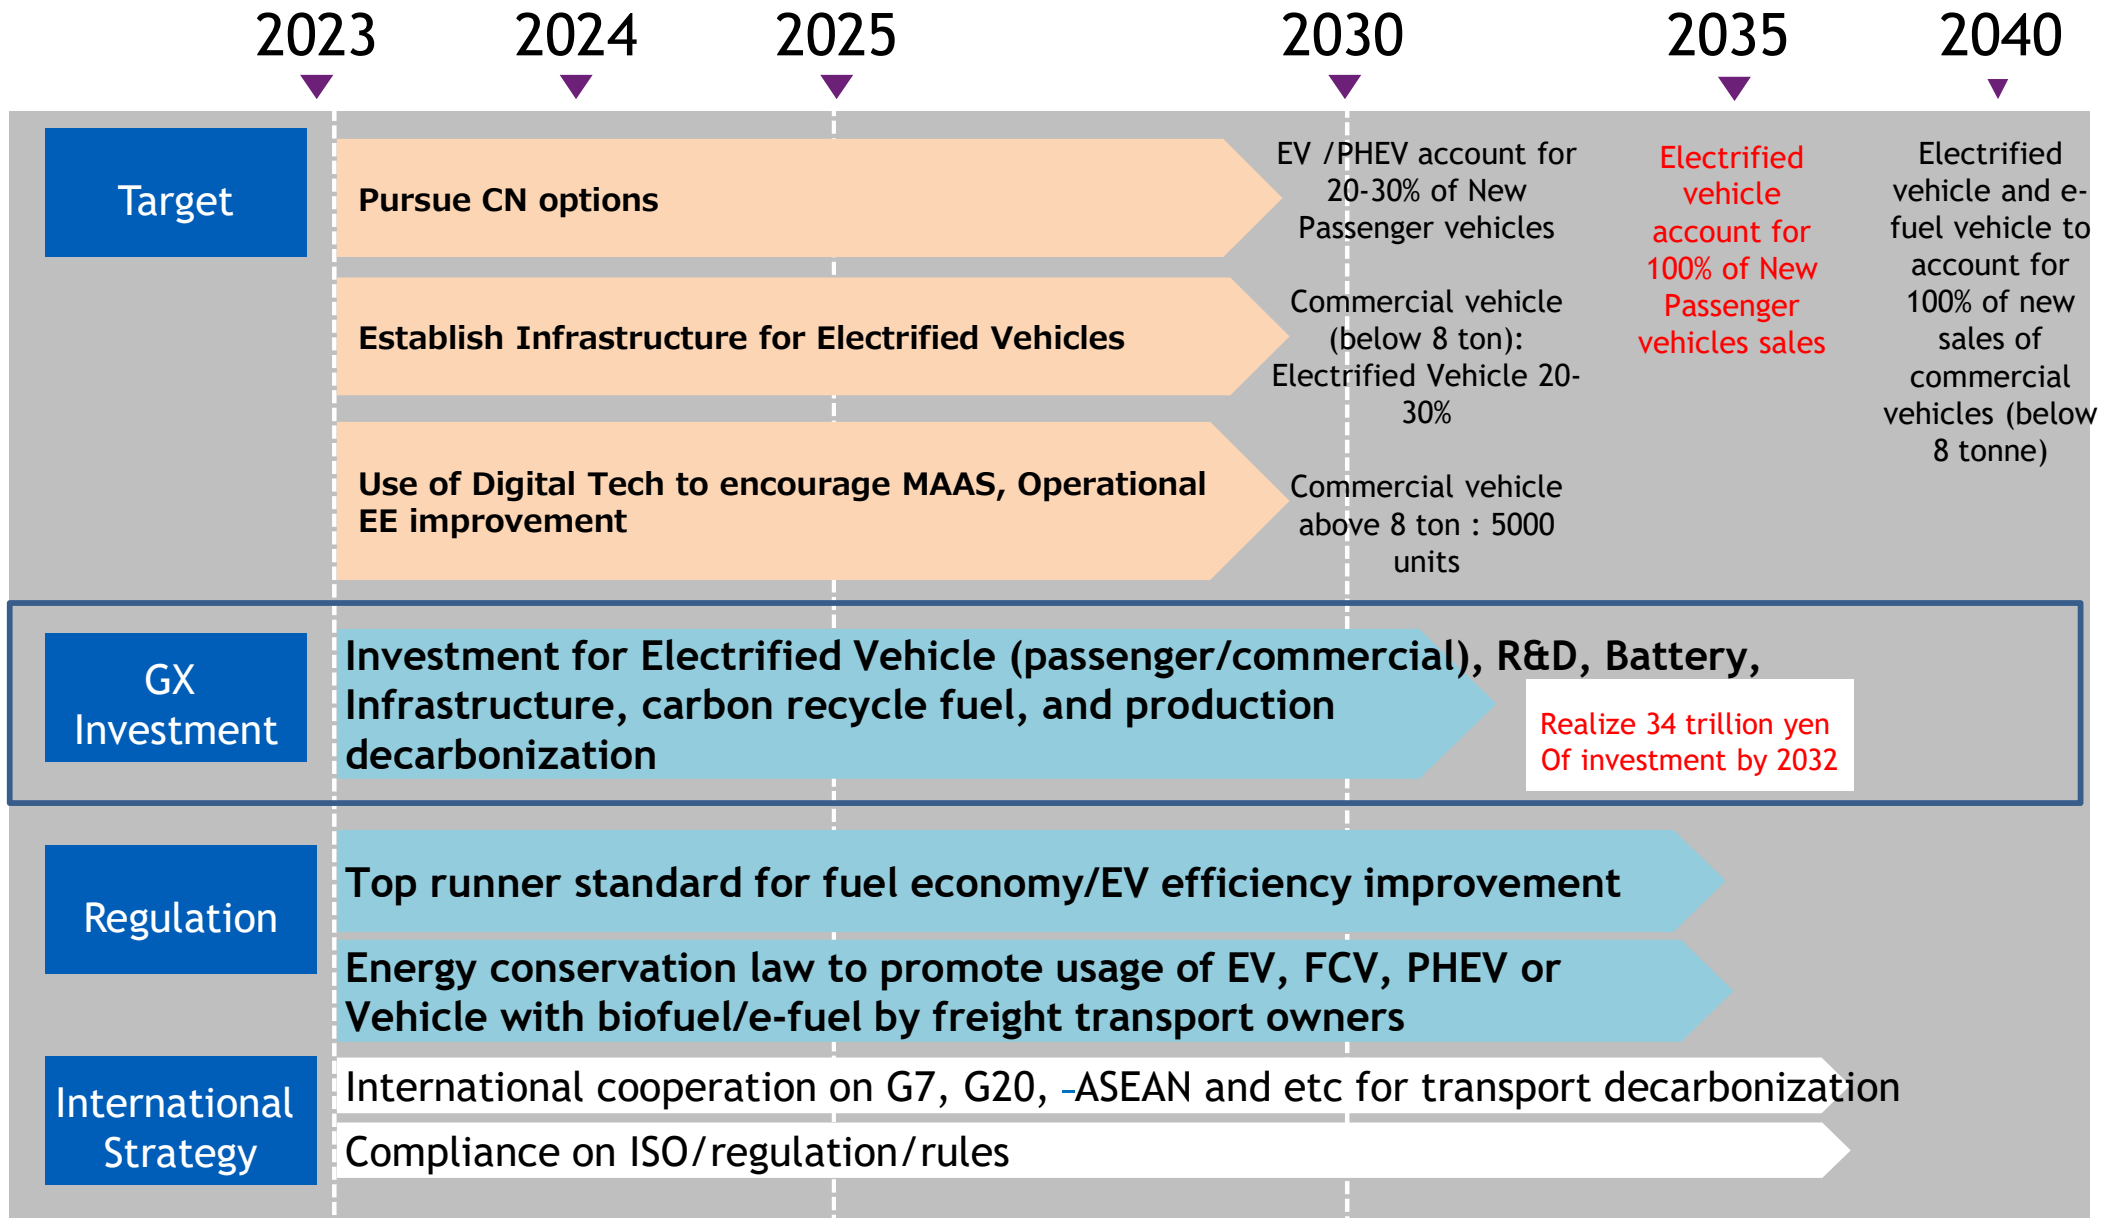 2023
2024
2025
2030
2035
2040
Target
Pursue CN options
Establish Infrastructure for Electrified Vehicles
Use of Digital Tech to encourage MAAS, Operational
EE improvement
EV /PHEV account for
20-30% of New
Passenger vehicles
Commercial vehicle
(below 8 ton):
Electrified Vehicle 20-
30%
Commercial vehicle
above 8 ton : 5000
units
Electrified
vehicle
account for
100% of New
Passenger
vehicles sales
Electrified
vehicle and e-
fuel vehicle to
account for
100% of new
sales of
commercial
vehicles (below
8 tonne)
GX
Investment
Investment for Electrified Vehicle (passenger/commercial), R&D, Battery,
Infrastructure, carbon recycle fuel, and production
decarbonization
Realize 34 trillion yen
Of investment by 2032
Regulation
Top runner standard for fuel economy/EV efficiency improvement
Energy conservation law to promote usage of EV, FCV, PHEV or
Vehicle with biofuel/e-fuel by freight transport owners
International
Strategy
International cooperation on G7, G20, -ASEAN and etc for transport decarbonization
Compliance on ISO/regulation/rules